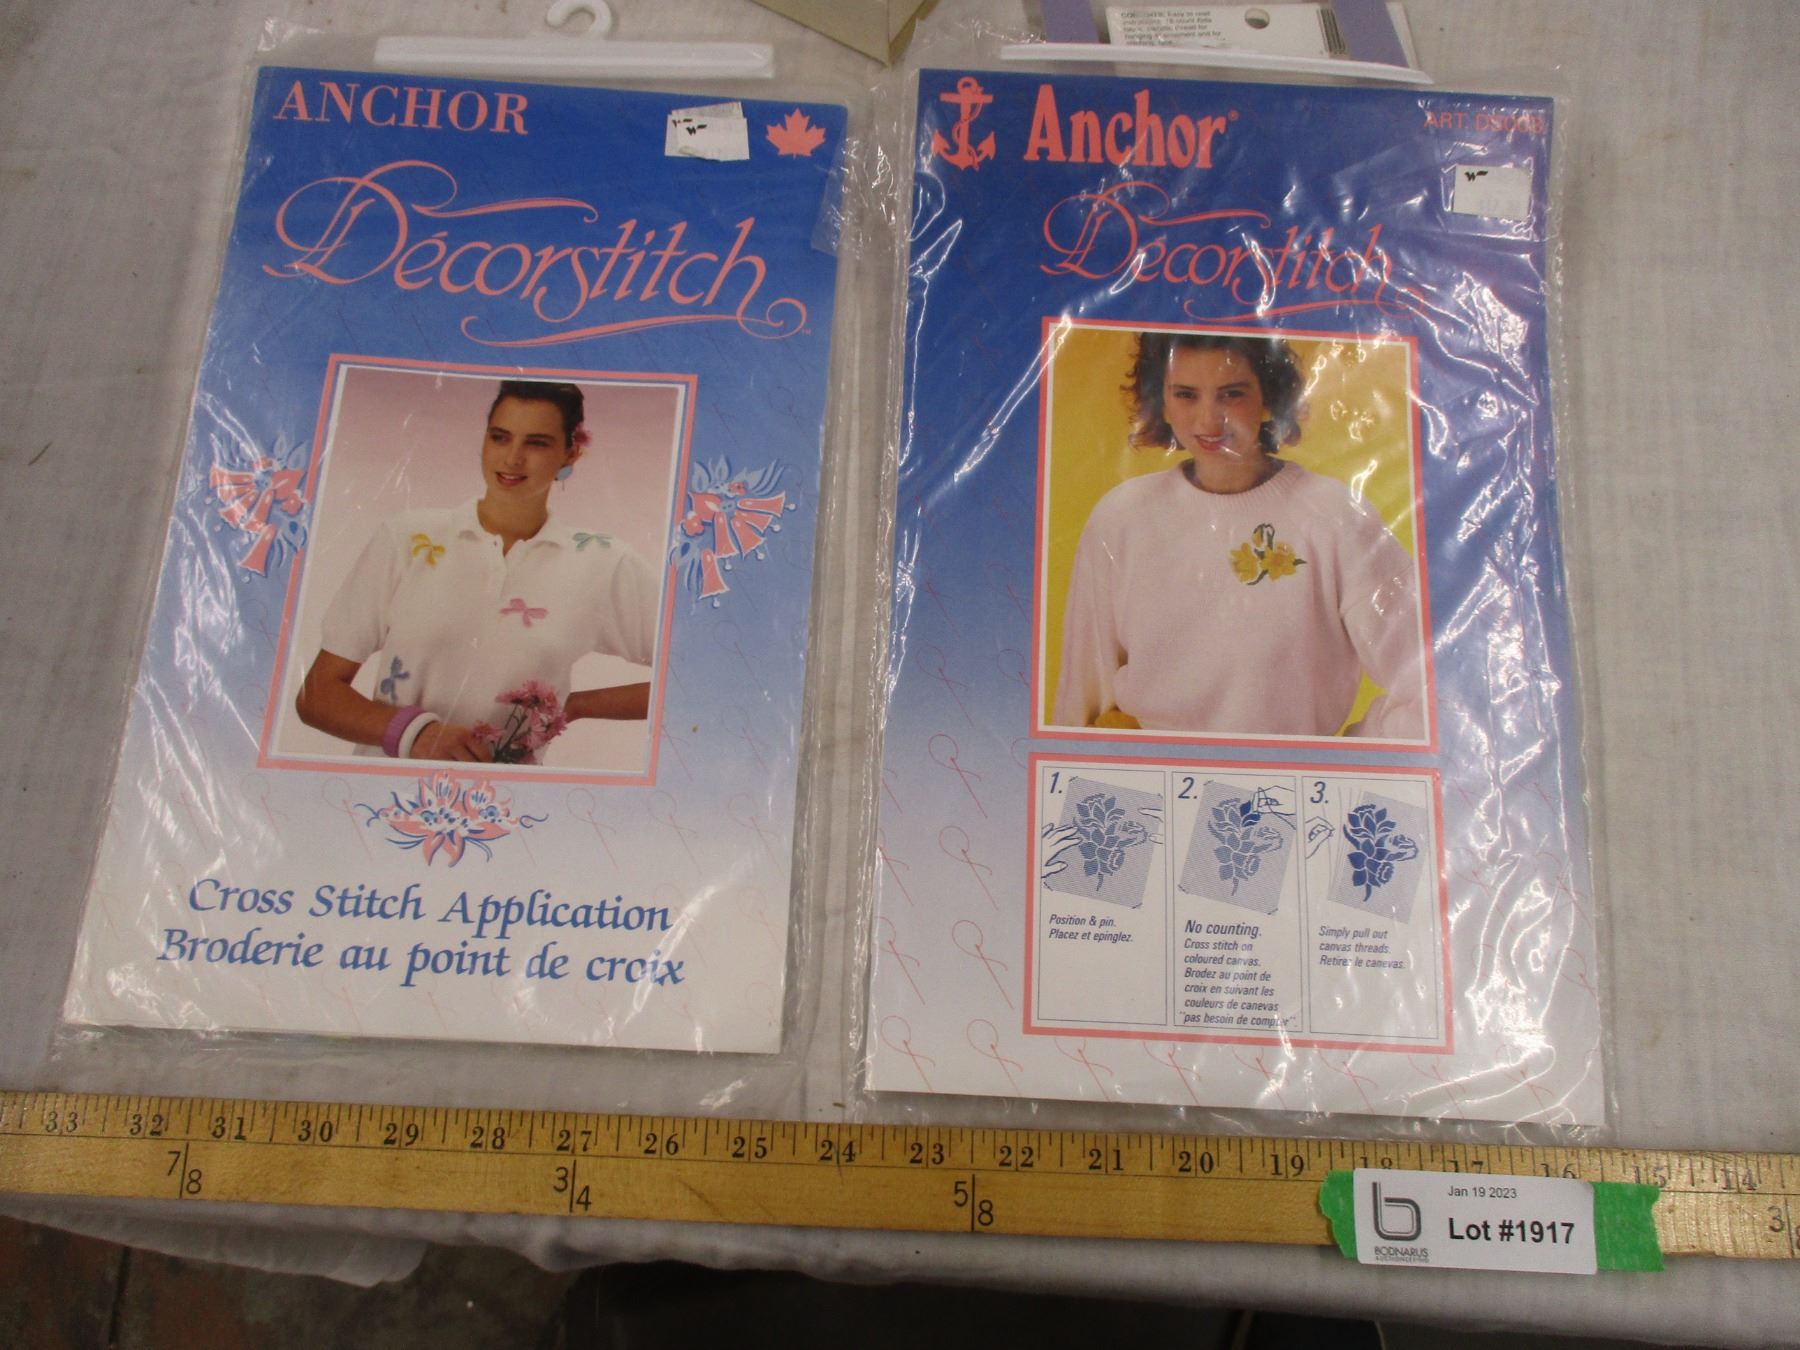 ANCHOR
Décorstitch
Cross Stitch Application
Broderie au point de croix
Anchor
Décorstitch
1.
Position & pin.
Placez et epinglez.
2.
No counting.
Cross stitch on
coloured canvas.
Brodez au point de
croix en suivant les
couleurs de canevas
"pas besoin de compter".
3.
Simply pull out
canvas threads.
Retirez le canevas.
33 32 31 30 29 28 27 26 25 24 23 22 21 20 19 18 17 16 15 14
7/8 3/4 5/8 3
Jan 19 2023
Lot #1917
b
BODNARUS
AUCTIONEERING